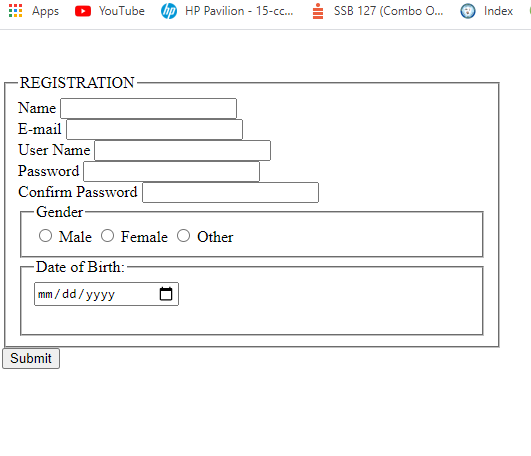 Apps YouTube HP Pavilion - 15-cc... SSB 127 (Combo O... Index
REGISTRATION
Name
E-mail
User Name
Password
Confirm Password
Gender
Male Female Other
Date of Birth:
mm/dd/yyyy
Submit